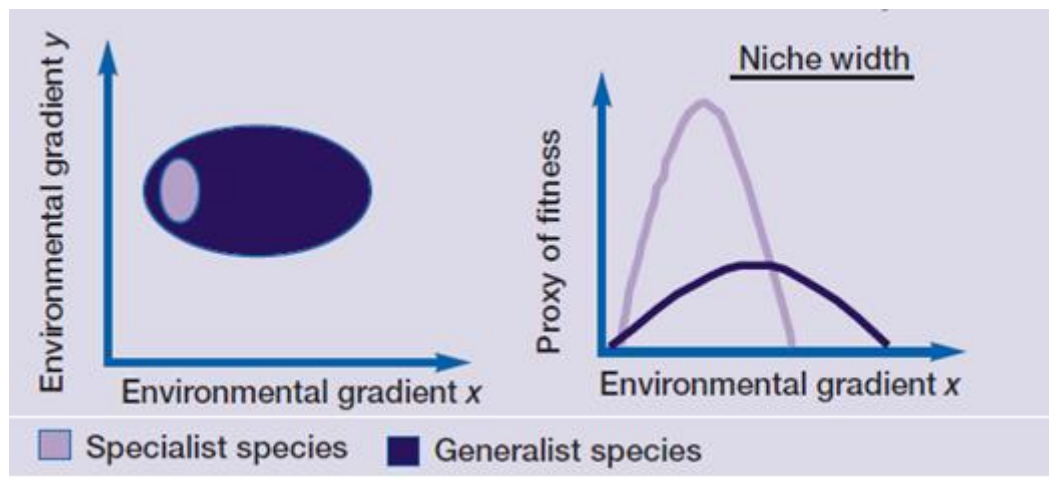 Environmental gradient y
Environmental gradient x
Niche width
Proxy of fitness
Environmental gradient x
Specialist species
Generalist species